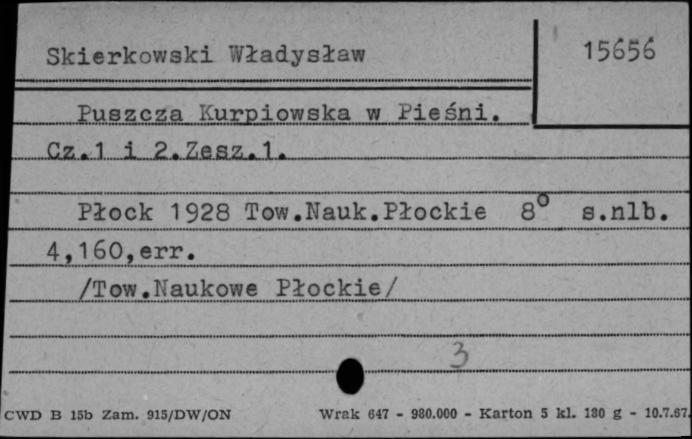 Skierkowski Władysław
15656
Puszcza Kurpiowska w Pieśni.
Cz.1 i 2.Zesz.1.
Płock 1928 Tow.Nauk.Płockie 8° s.nlb.
4,160,err.
/Tow.Naukowe Płockie/
3
CWD B 15b Zam. 915/DW/ON Wrak 647 - 980.000 - Karton 5 kl. 180 g - 10.7.67.